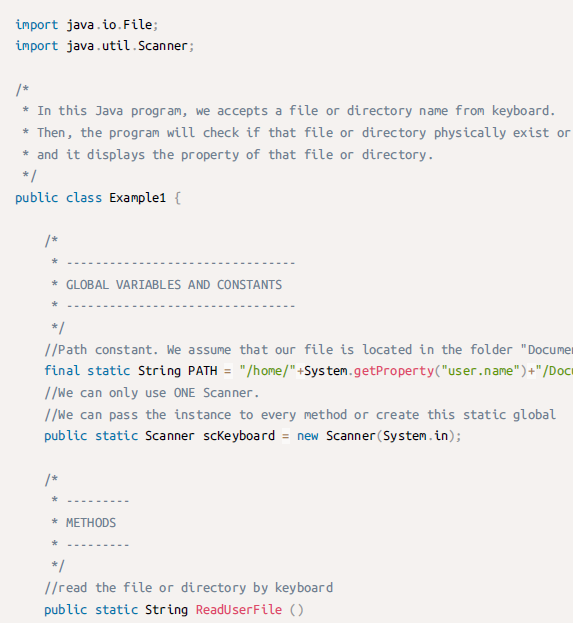 import java.io.File;
import java.util.Scanner;
/*
* In this Java program, we accepts a file or directory name from keyboard.
* Then, the program will check if that file or directory physically exist or
* and it displays the property of that file or directory.
*/
public class Example1 {
/*
* --------------------------------
* GLOBAL VARIABLES AND CONSTANTS
* --------------------------------
*/
//Path constant. We assume that our file is located in the folder "Docume
final static String PATH = "/home/"+System.getProperty("user.name")+"/Docu
//We can only use ONE Scanner.
//We can pass the instance to every method or create this static global
public static Scanner scKeyboard = new Scanner(System.in);
/*
* ---------
* METHODS
* ---------
*/
//read the file or directory by keyboard
public static String ReadUserFile ()